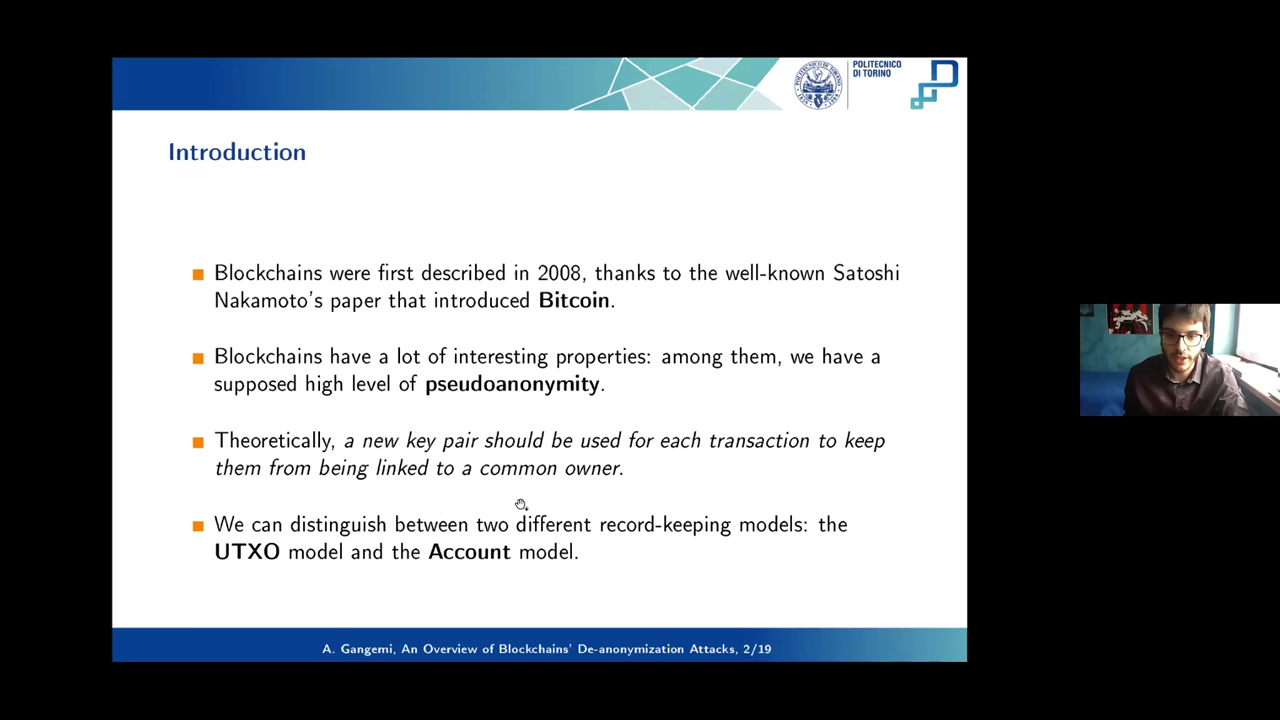 POLITECNICO
DI TORINO
Introduction
Blockchains were first described in 2008, thanks to the well-known Satoshi
Nakamoto's paper that introduced Bitcoin.
Blockchains have a lot of interesting properties: among them, we have a
supposed high level of pseudoanonymity.
Theoretically, a new key pair should be used for each transaction to keep
them from being linked to a common owner.
We can distinguish between two different record-keeping models: the
UTXO model and the Account model.
A. Gangemi, An Overview of Blockchains' De-anonymization Attacks, 2/19